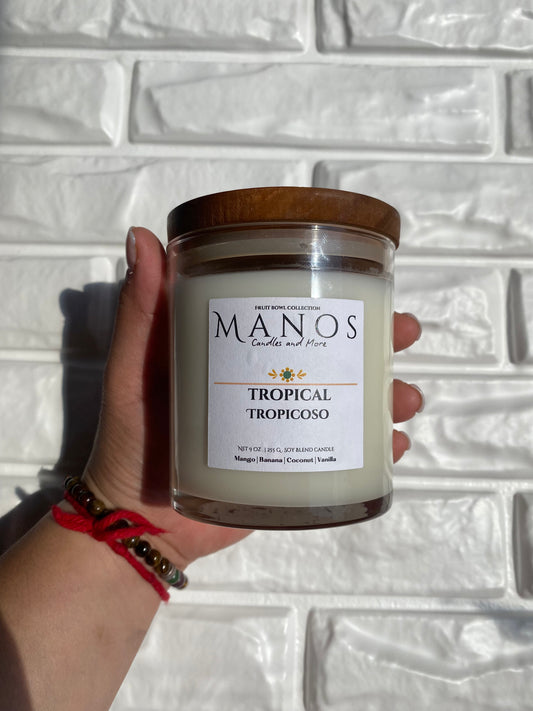 FRUIT BOWL COLLECTION
MANOS
Candles and More
TROPICAL
TROPICOSO
NET 9 OZ. | 255 G, SOY BLEND CANDLE
Mango | Banana | Coconut | Vanilla